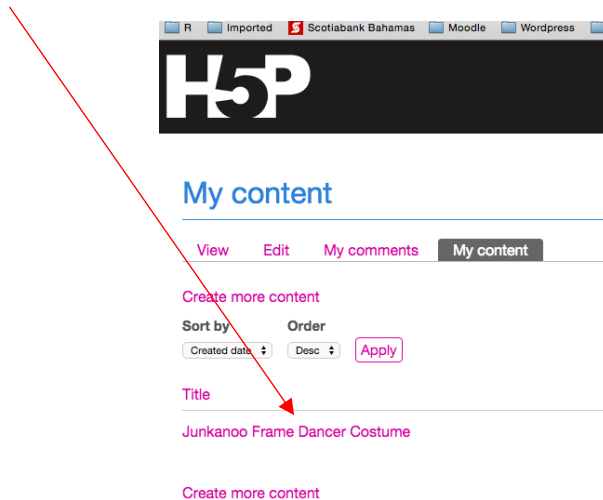 R Imported Scotiabank Bahamas Moodle Wordpress
H5P
My content
View Edit My comments My content
Create more content
Sort by Order
Created date Desc Apply
Title
Junkanoo Frame Dancer Costume
Create more content